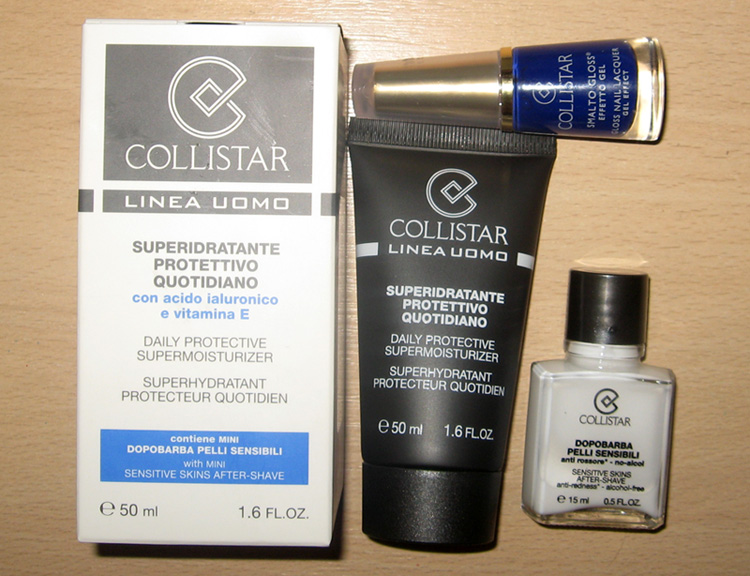 COLLISTAR
LINEA UOMO
SUPERIDRATANTE
PROTETTIVO
QUOTIDIANO
con acido ialuronico
e vitamina E
DAILY PROTECTIVE
SUPERMOISTURIZER
SUPERHYDRATANT
PROTECTEUR QUOTIDIEN
contiene MINI
DOPOBARBA PELLI SENSIBILI
with MINI
SENSITIVE SKINS AFTER-SHAVE
℮ 50 ml 1.6 FL.OZ.
COLLISTAR
SMALTO GLOSS®
EFFETTO GEL
GLOSS NAIL LACQUER
GEL EFFECT
COLLISTAR
LINEA UOMO
SUPERIDRATANTE
PROTETTIVO
QUOTIDIANO
DAILY PROTECTIVE
SUPERMOISTURIZER
SUPERHYDRATANT
PROTECTEUR QUOTIDIEN
℮ 50 ml 1.6 FL.OZ.
COLLISTAR
DOPOBARBA
PELLI SENSIBILI
anti rossore* - no-alcol
SENSITIVE SKINS
AFTER-SHAVE
anti-redness* - alcohol-free
℮ 15 ml 0.5 FL.OZ.